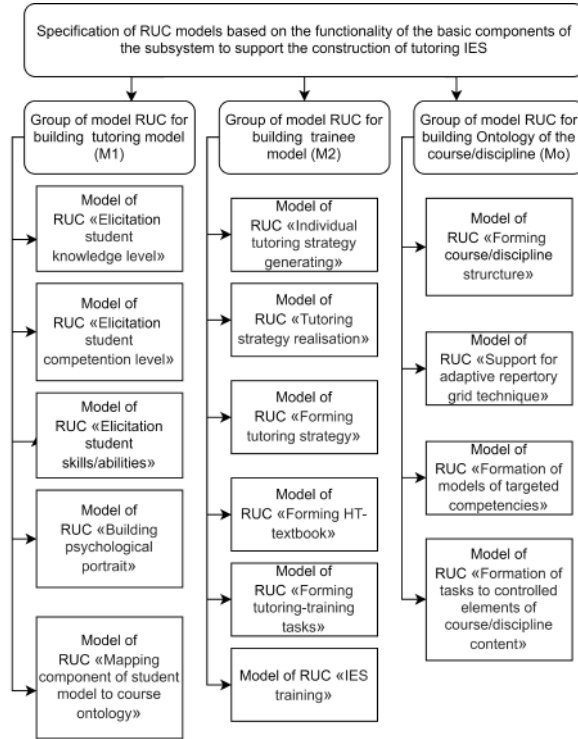 Specification of RUC models based on the functionality of the basic components of
the subsystem to support the construction of tutoring IES
Group of model RUC for
building tutoring model
(M1)
Model of
RUC «Elicitation
student
knowledge level»
Model of
RUC «Elicitation
student
competention level»
Model of
RUC «Elicitation
student
skills/abilities»
Model of
RUC «Building
psychological
portrait»
Model of
RUC «Mapping
component of student
model to course
ontology»
Group of model RUC for
building trainee
model (M2)
Model of
RUC «Individual
tutoring strategy
generating»
Model of
RUC «Tutoring
strategy realisation»
Model of
RUC «Forming
tutoring strategy»
Model of
RUC «Forming HT-
textbook»
Model of
RUC «Forming
tutoring-training
tasks»
Model of RUC «IES
training»
Group of model RUC for
building Ontology of the
course/discipline (Mo)
Model of
RUC «Forming
course/discipline
strurcture»
Model of
RUC «Support for
adaptive repertory
grid technique»
Model of
RUC «Formation of
models of targeted
competencies»
Model of
RUC «Formation of
tasks to controlled
elements of
course/discipline
content»